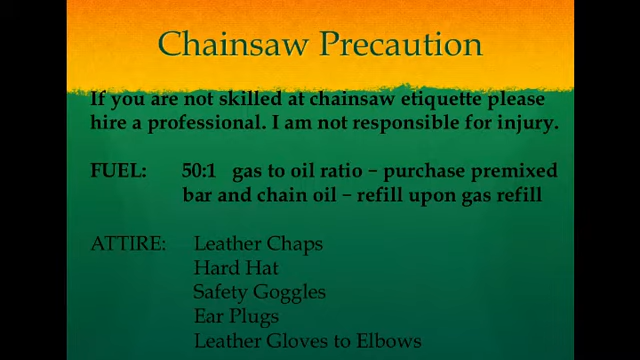 Chainsaw Precaution
If you are not skilled at chainsaw etiquette please
hire a professional. I am not responsible for injury.
FUEL: 50:1 gas to oil ratio – purchase premixed
bar and chain oil – refill upon gas refill
ATTIRE: Leather Chaps
Hard Hat
Safety Goggles
Ear Plugs
Leather Gloves to Elbows